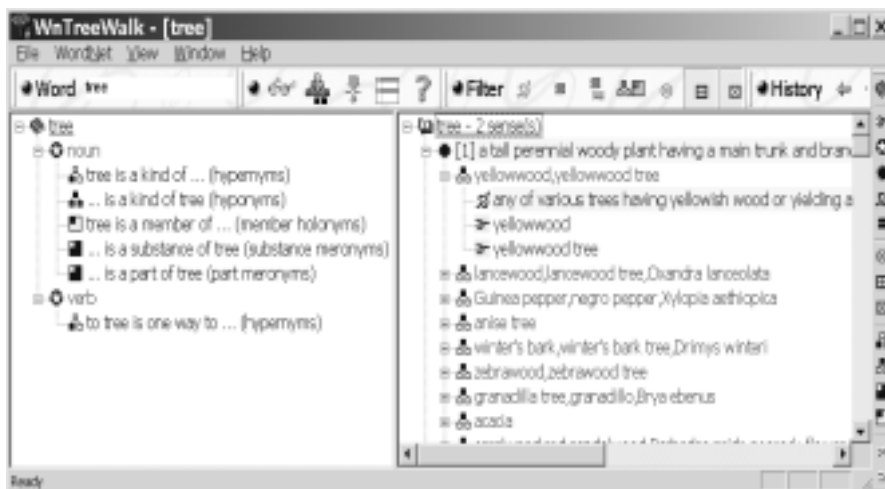 WnTreeWalk - [tree]
File WordNet View Window Help
Word tree
Filter
History
tree
noun
tree is a kind of ... (hypernyms)
... is a kind of tree (hyponyms)
tree is a member of ... (member holonyms)
... is a substance of tree (substance meronyms)
... is a part of tree (part meronyms)
verb
to tree is one way to ... (hypernyms)
tree - 2 sense(s)
[1] a tall perennial woody plant having a main trunk and bran
yellowwood,yellowwood tree
any of various trees having yellowish wood or yielding a
yellowwood
yellowwood tree
lancewood,lancewood tree,Oxandra lanceolata
Guinea pepper,negro pepper,Xylopia aethiopica
anise tree
winter's bark,winter's bark tree,Drimys winteri
zebrawood,zebrawood tree
granadilla tree,granadillo,Brya ebenus
acacia
Ready